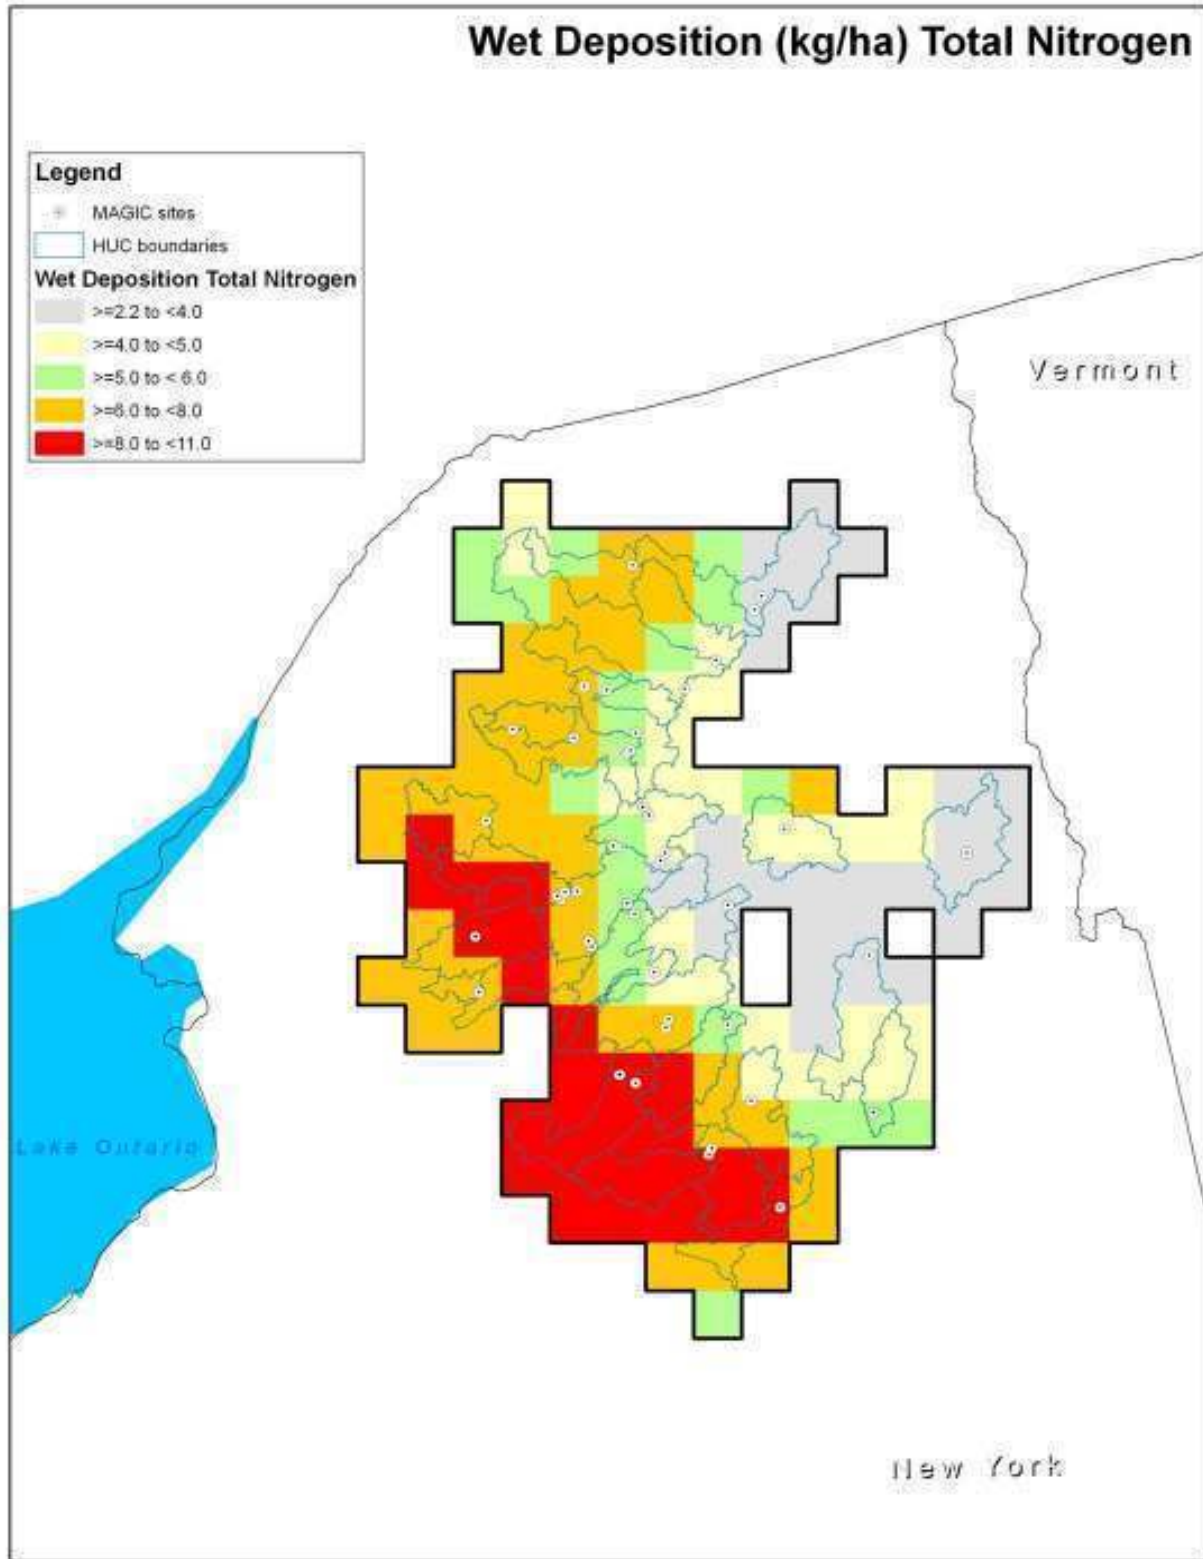 Wet Deposition (kg/ha) Total Nitrogen
Legend
MAGIC sites
HUC boundaries
Wet Deposition Total Nitrogen
>=2.2 to <4.0
>=4.0 to <5.0
>=5.0 to < 6.0
>=6.0 to <8.0
>=8.0 to <11.0
Vermont
Lake Ontario
New York